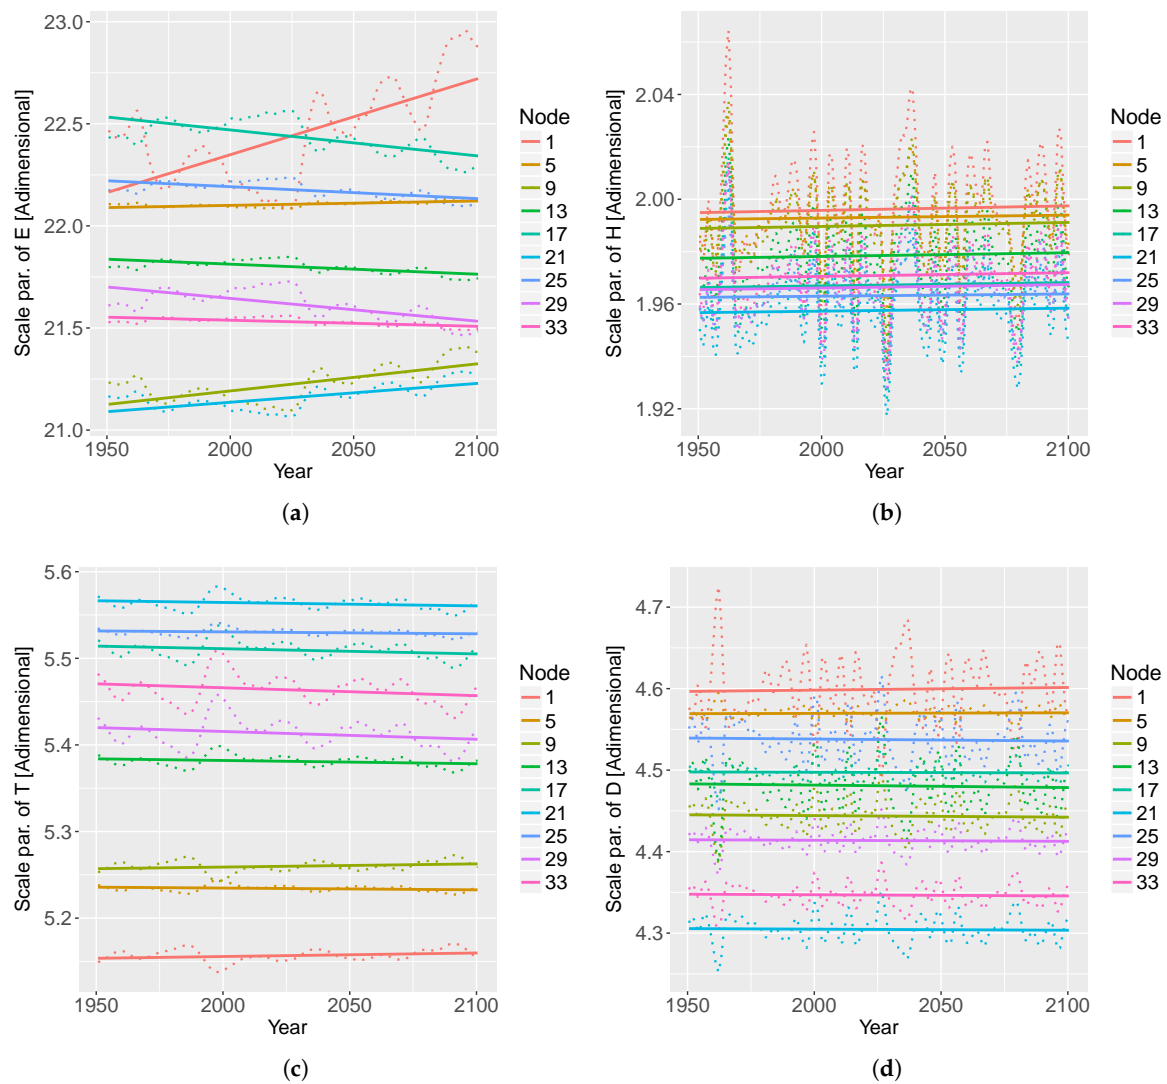 23.0
22.5
22.0
21.5
21.0
Scale par. of E [Adimensional]
1950 2000 2050 2100
Year
Node
1
5
9
13
17
21
25
29
33
(a)
2.04
2.00
1.96
1.92
Scale par. of H [Adimensional]
1950 2000 2050 2100
Year
Node
1
5
9
13
17
21
25
29
33
(b)
5.6
5.5
5.4
5.3
5.2
Scale par. of T [Adimensional]
1950 2000 2050 2100
Year
Node
1
5
9
13
17
21
25
29
33
(c)
4.7
4.6
4.5
4.4
4.3
Scale par. of D [Adimensional]
1950 2000 2050 2100
Year
Node
1
5
9
13
17
21
25
29
33
(d)